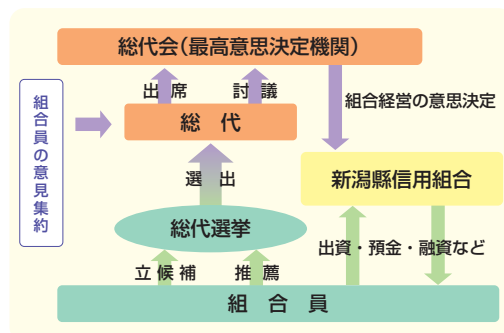 総代会(最高意思決定機関)
出席
討議
組合経営の意思決定
組合員の意見集約
総代
選出
新潟縣信用組合
総代選挙
出資・預金・融資など
立候補
推薦
組合員